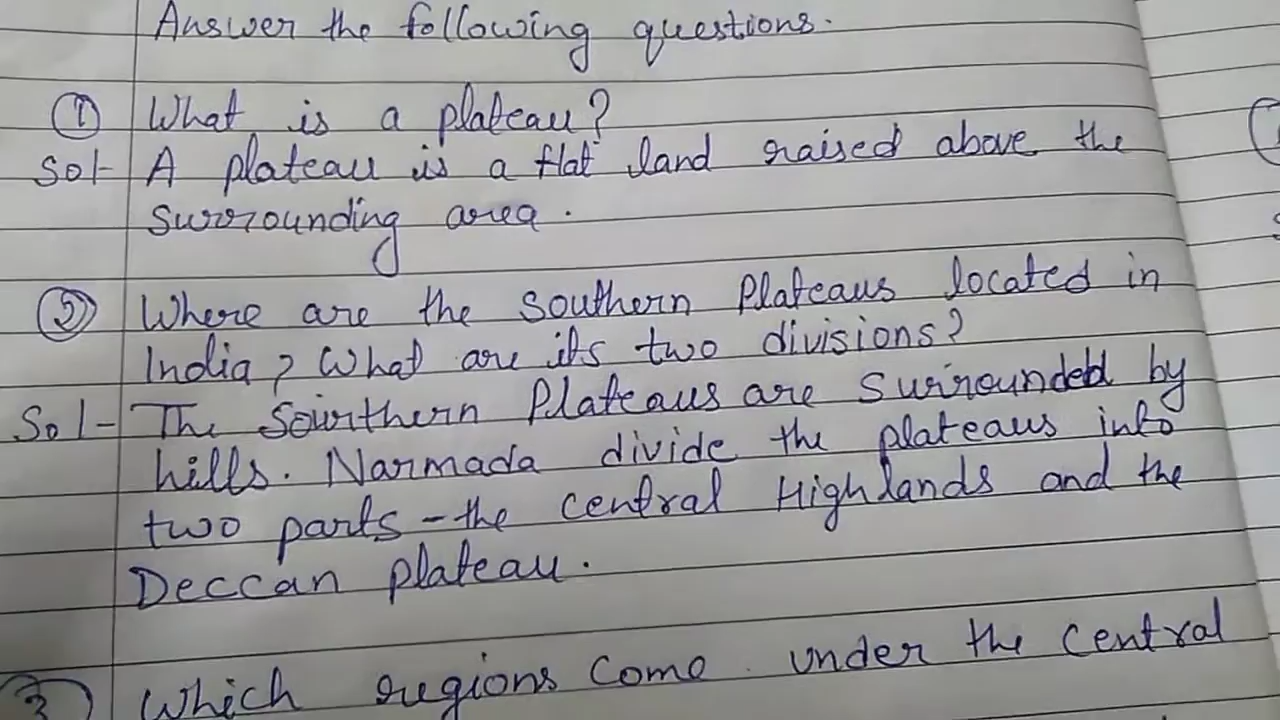 Answer the following questions.
① What is a plateau?
Sol- A plateau is a flat land raised above the
surrounding area.
② Where are the Southern Plateaus located in
India? What are its two divisions?
Sol- The Sourthern Plateaus are surrounded by
hills. Narmada divide the plateaus into
two parts - the central Highlands and the
Deccan plateau.
③ Which regions come under the central